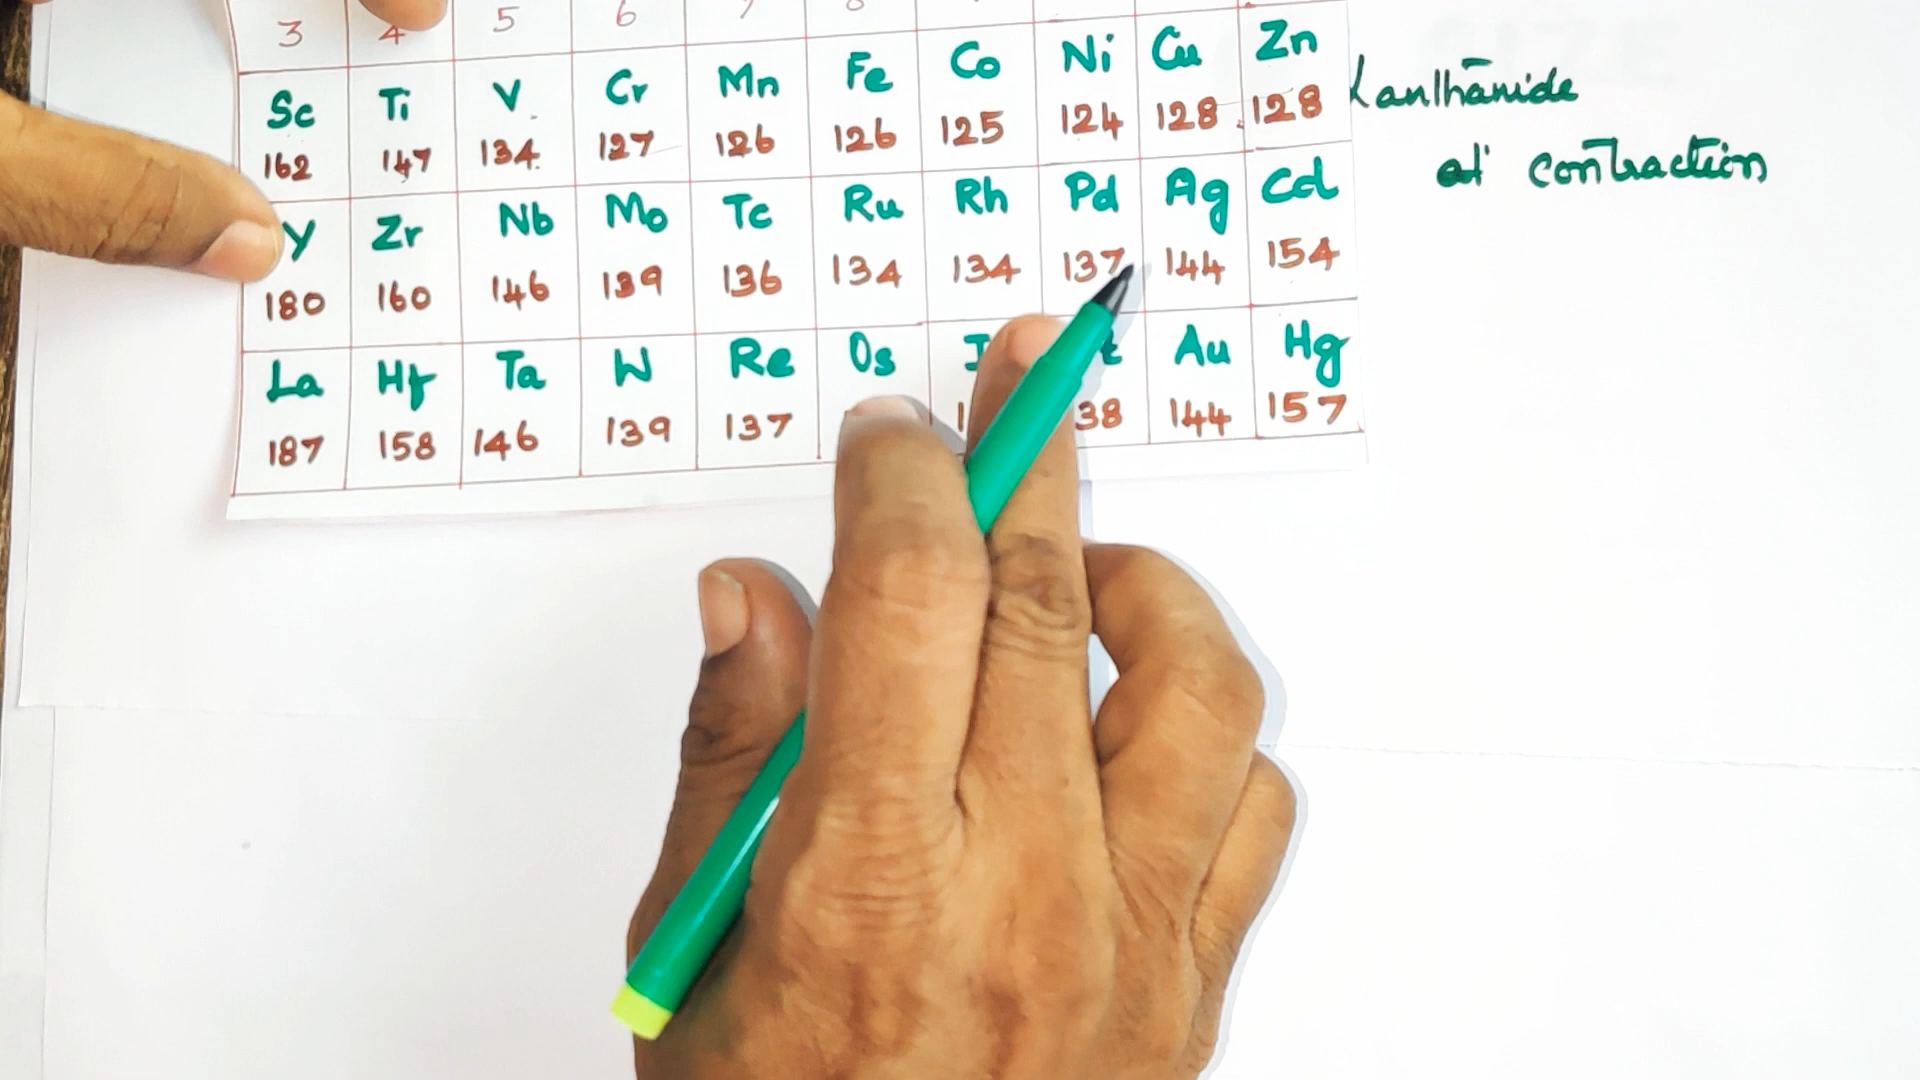 3 4 5 6 7 8
Sc Ti V Cr Mn Fe Co Ni Cu Zn
162 147 134 127 126 126 125 124 128 128
Y Zr Nb Mo Tc Ru Rh Pd Ag Cd
180 160 146 139 136 134 134 137 144 154
La Hf Ta W Re Os Au Hg
187 158 146 139 137 38 144 157
Lanthanide
contraction